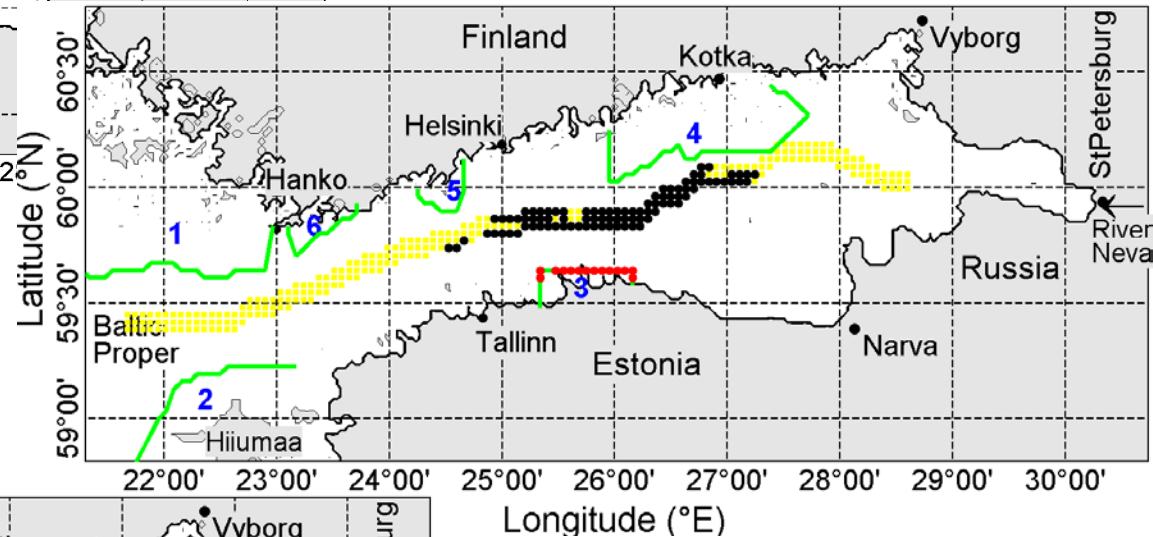 Finland
Vyborg
StPetersburg
Kotka
Helsinki
Hanko
4
5
6
1
River
Neva
Russia
3
Baltic
Proper
Tallinn
Estonia
Narva
2
Hiiumaa
60°30'
60°00'
59°30'
59°00'
Latitude (°N)
22°00'
23°00'
24°00'
25°00'
26°00'
27°00'
28°00'
29°00'
30°00'
Longitude (°E)
2
Vyborg
urg